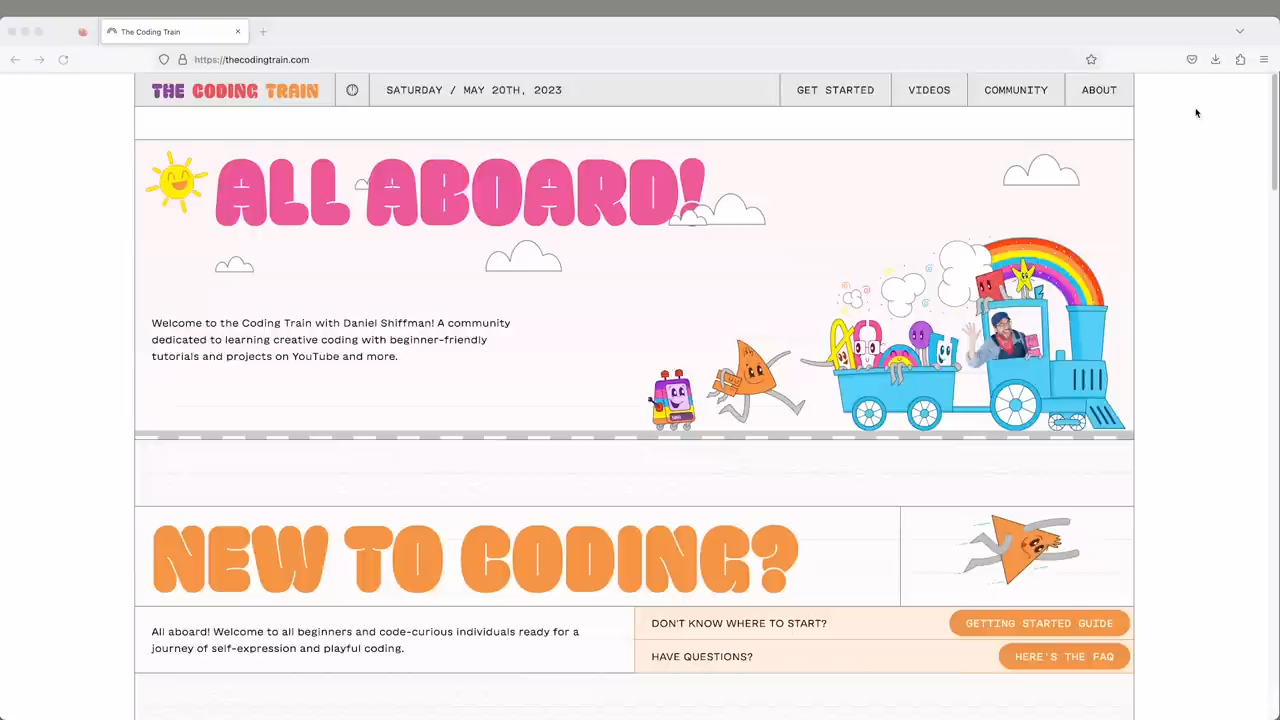 The Coding Train
https://thecodingtrain.com
THE CODING TRAIN
SATURDAY / MAY 20TH, 2023
GET STARTED
VIDEOS
COMMUNITY
ABOUT
ALL ABOARD!
Welcome to the Coding Train with Daniel Shiffman! A community
dedicated to learning creative coding with beginner-friendly
tutorials and projects on YouTube and more.
NEW TO CODING?
All aboard! Welcome to all beginners and code-curious individuals ready for a
journey of self-expression and playful coding.
DON'T KNOW WHERE TO START?
GETTING STARTED GUIDE
HAVE QUESTIONS?
HERE'S THE FAQ